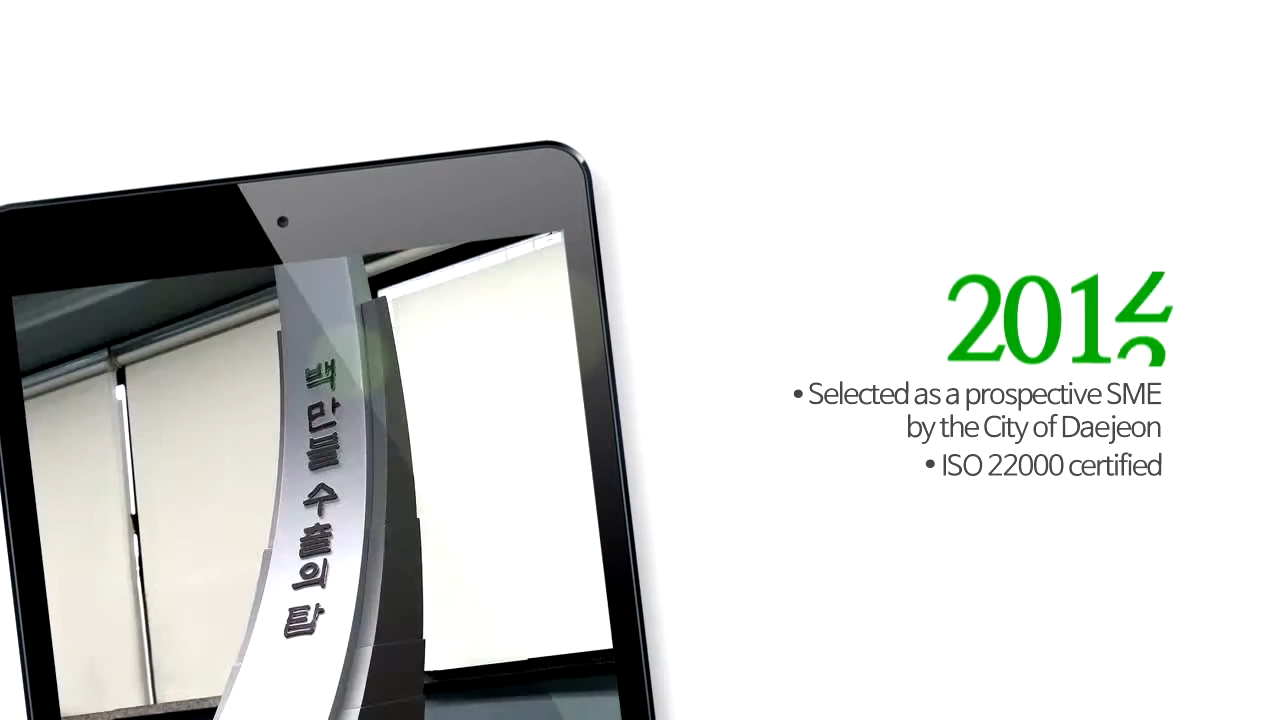 백만불 수출의 탑
• Selected as a prospective SME
by the City of Daejeon
• ISO 22000 certified